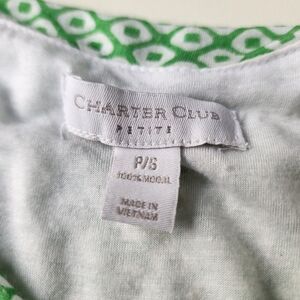 CHARTER CLUB
PETITE
P/S
100% MODAL
MADE IN
VIETNAM